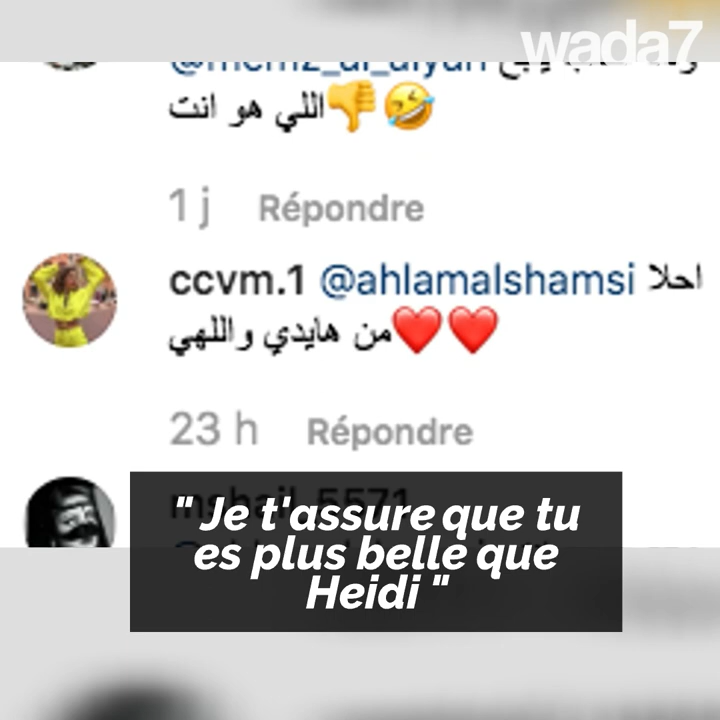 wada7
اللي هو انت👎🤣
1 j Répondre
ccvm.1 @ahlamalshamsi احلا
من هايدي واللهي❤️❤️
23 h Répondre
" Je t'assure que tu
es plus belle que
Heidi "